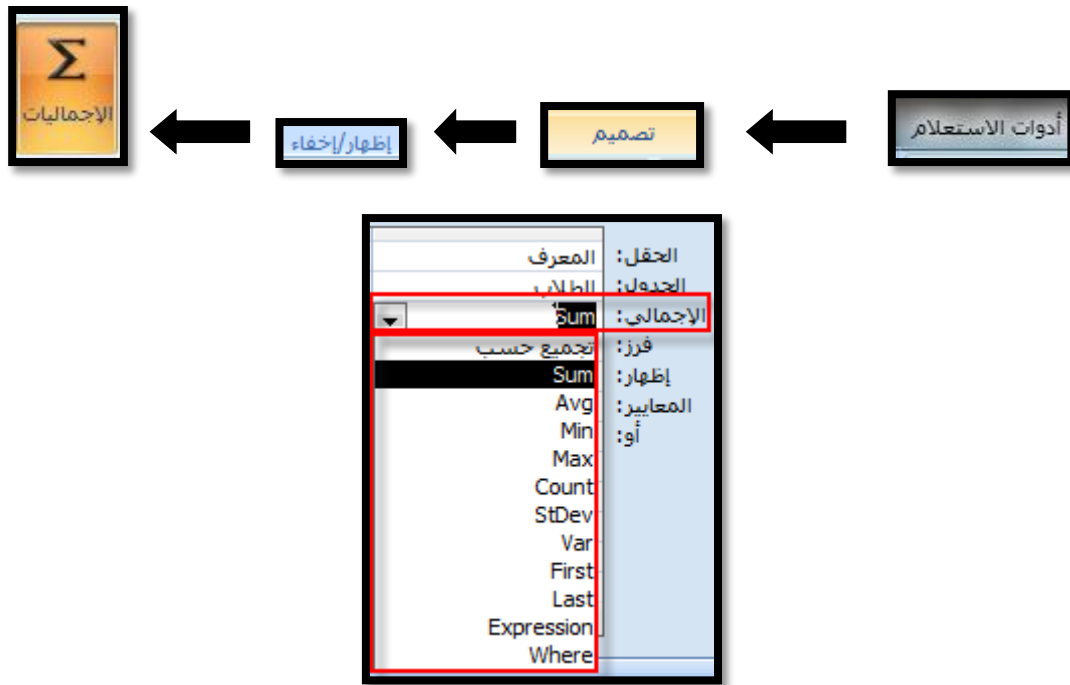 أدوات الاستعلام
تصميم
إظهار/إخفاء
Σ
الإجماليات
الحقل: المعرف
الجدول: الطلاب
الإجمالي: Sum
فرز: تجميع حسب
إظهار: Sum
المعايير: Avg
أو: Min
Max
Count
StDev
Var
First
Last
Expression
Where